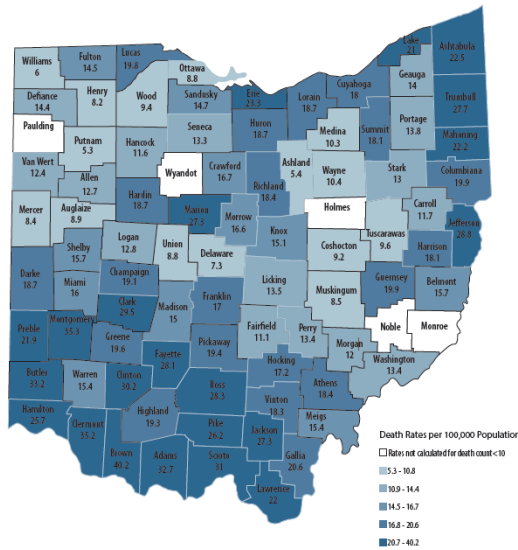 Williams
6
Fulton
14.5
Lucas
19.8
Ottawa
8.8
Lake
21
Ashtabula
22.5
Defiance
14.4
Henry
8.2
Wood
9.4
Sandusky
14.7
Erie
23.3
Lorain
18.7
Cuyahoga
18
Geauga
14
Trumbull
27.7
Paulding
Putnam
5.3
Hancock
11.6
Seneca
13.3
Huron
18.7
Medina
10.3
Summit
18.1
Portage
13.8
Mahoning
22.2
Van Wert
12.4
Allen
12.7
Wyandot
Crawford
16.7
Richland
18.4
Ashland
5.4
Wayne
10.4
Stark
13
Columbiana
19.9
Mercer
8.4
Auglaize
8.9
Hardin
18.7
Marion
27.3
Morrow
16.6
Knox
15.1
Holmes
Tuscarawas
9.6
Carroll
11.7
Jefferson
28.8
Shelby
15.7
Logan
12.8
Union
8.8
Delaware
7.3
Coshocton
9.2
Harrison
18.1
Darke
18.7
Miami
16
Champaign
19.1
Licking
13.5
Muskingum
8.5
Guernsey
19.9
Belmont
15.7
Clark
29.5
Madison
15
Franklin
17
Preble
21.9
Montgomery
35.3
Greene
19.6
Fayette
28.1
Pickaway
19.4
Fairfield
11.1
Perry
13.4
Morgan
12
Noble
Monroe
Washington
13.4
Butler
33.2
Warren
15.4
Clinton
30.2
Ross
28.3
Hocking
17.2
Athens
18.4
Vinton
18.3
Meigs
15.4
Hamilton
25.7
Clermont
35.2
Highland
19.3
Pike
26.2
Jackson
27.3
Gallia
20.6
Brown
40.2
Adams
32.7
Scioto
31
Lawrence
22
Death Rates per 100,000 Population
Rates not calculated for death count<10
5.3 - 10.8
10.9 - 14.4
14.5 - 16.7
16.8 - 20.6
20.7 - 40.2